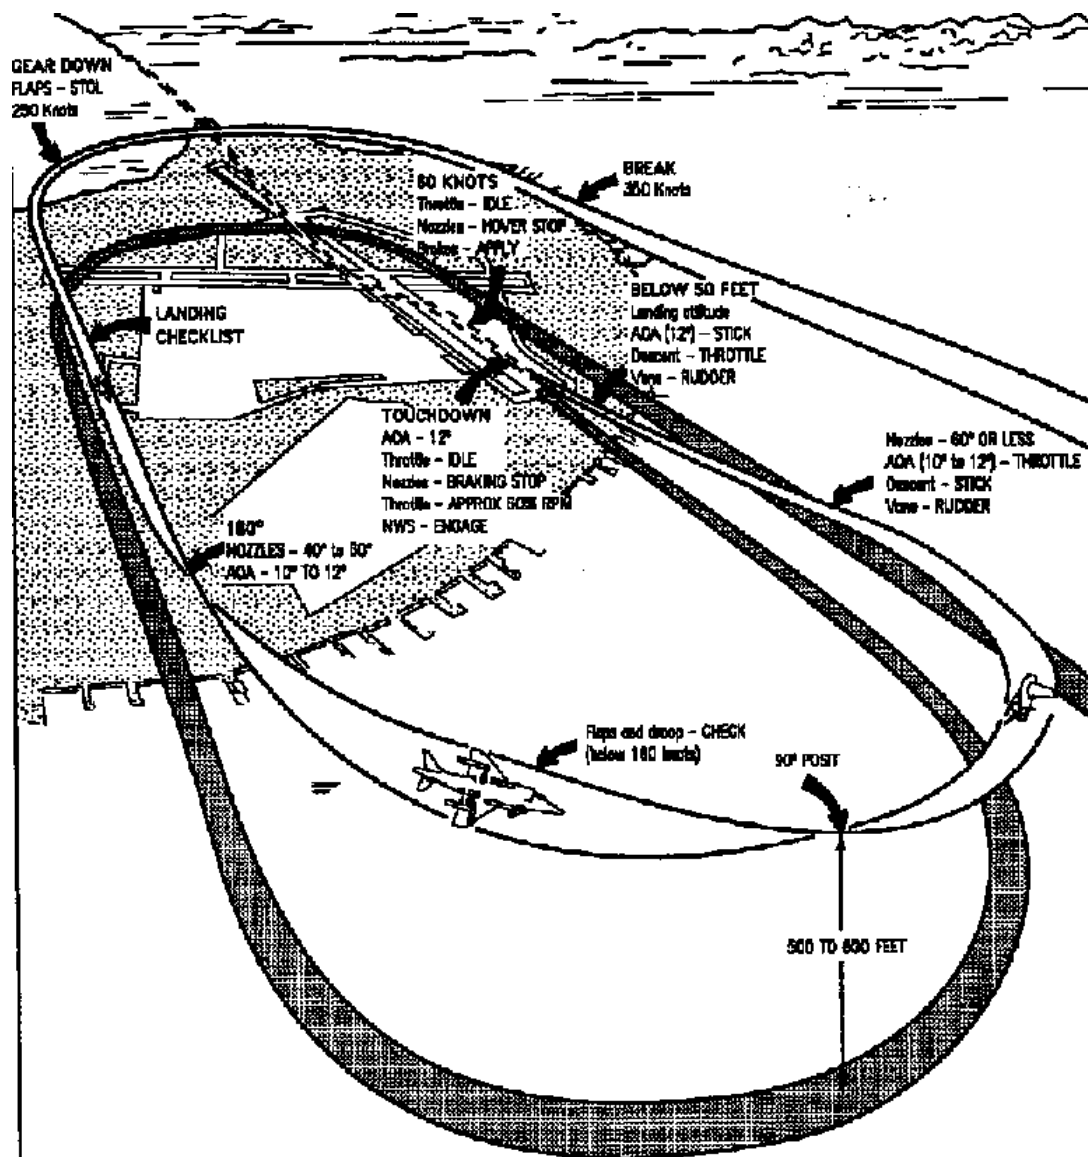 GEAR DOWN
FLAPS - STOL
250 Knots
BREAK
350 Knots
60 KNOTS
Throttle - IDLE
Nozzles - HOVER STOP
Brakes - APPLY
BELOW 50 FEET
Landing attitude
AOA (12°) - STICK
Descent - THROTTLE
Vane - RUDDER
LANDING
CHECKLIST
TOUCHDOWN
AOA - 12°
Throttle - IDLE
Nozzles - BRAKING STOP
Throttle - APPROX RPM
NWS - ENGAGE
Nozzles - 60° OR LESS
AOA (10° to 12°) - THROTTLE
Descent - STICK
Vane - RUDDER
180°
NOZZLES - 40° to
AOA - 10° TO 12°
Flaps and droop - CHECK
(below knots)
90° POSIT
TO 600 FEET